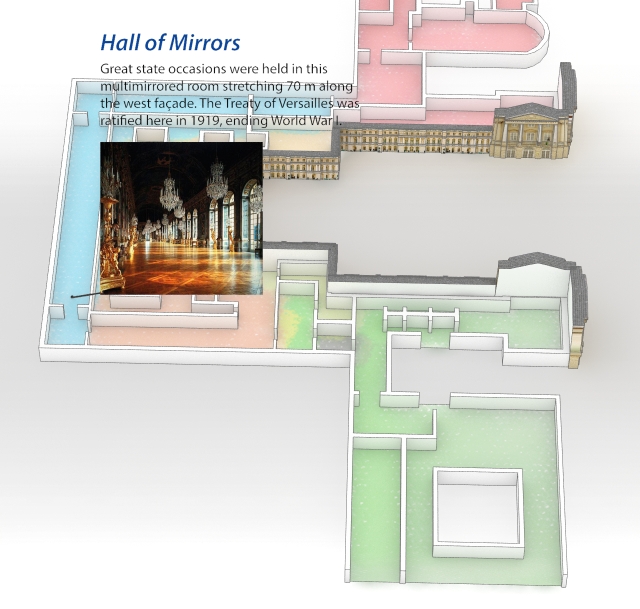 Hall of Mirrors
Great state occasions were held in this
multimirrored room stretching 70 m along
the west façade. The Treaty of Versailles was
ratified here in 1919, ending World War I.